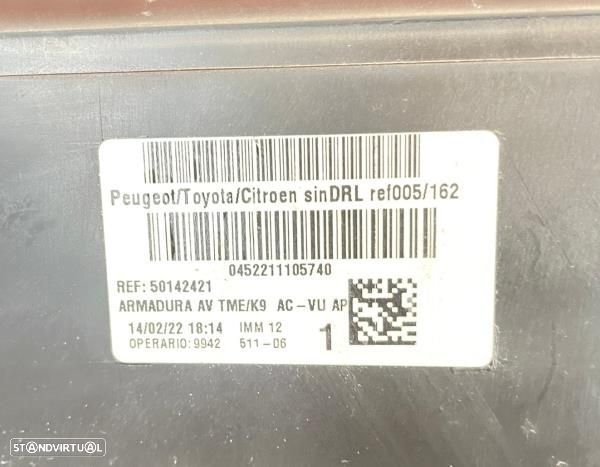 Peugeot/Toyota/Citroen sinDRL ref005/162
0452211105740
REF: 50142421
ARMADURA AV TME/K9 AC-VU AP
14/02/22 18:14 IMM 12
OPERARIO:9942 511-06 1
STANDVIRTUAL